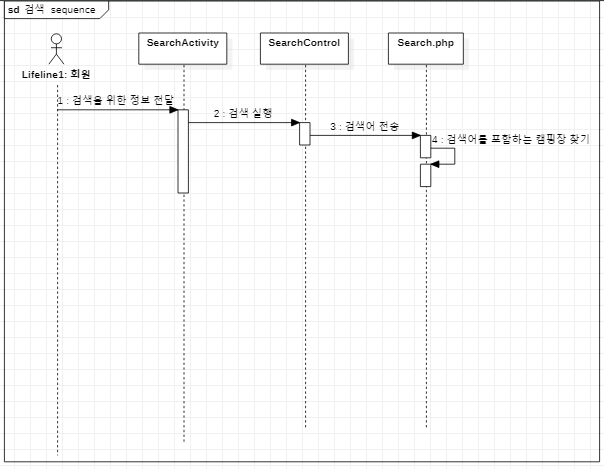 sd 검색 sequence
SearchActivity
SearchControl
Search.php
Lifeline1: 회원
1 : 검색을 위한 정보 전달
2 : 검색 실행
3 : 검색어 전송
4 : 검색어를 포함하는 캠핑장 찾기